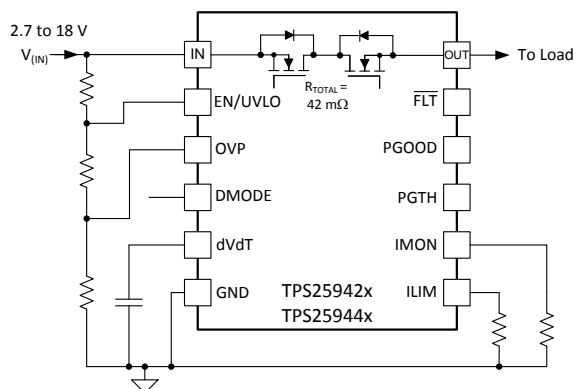 2.7 to 18 V
V(IN)
IN
OUT
To Load
RTOTAL =
42 mΩ
EN/UVLO
FLT
OVP
PGOOD
DMODE
PGTH
dVdT
IMON
GND
ILIM
TPS25942x
TPS25944x